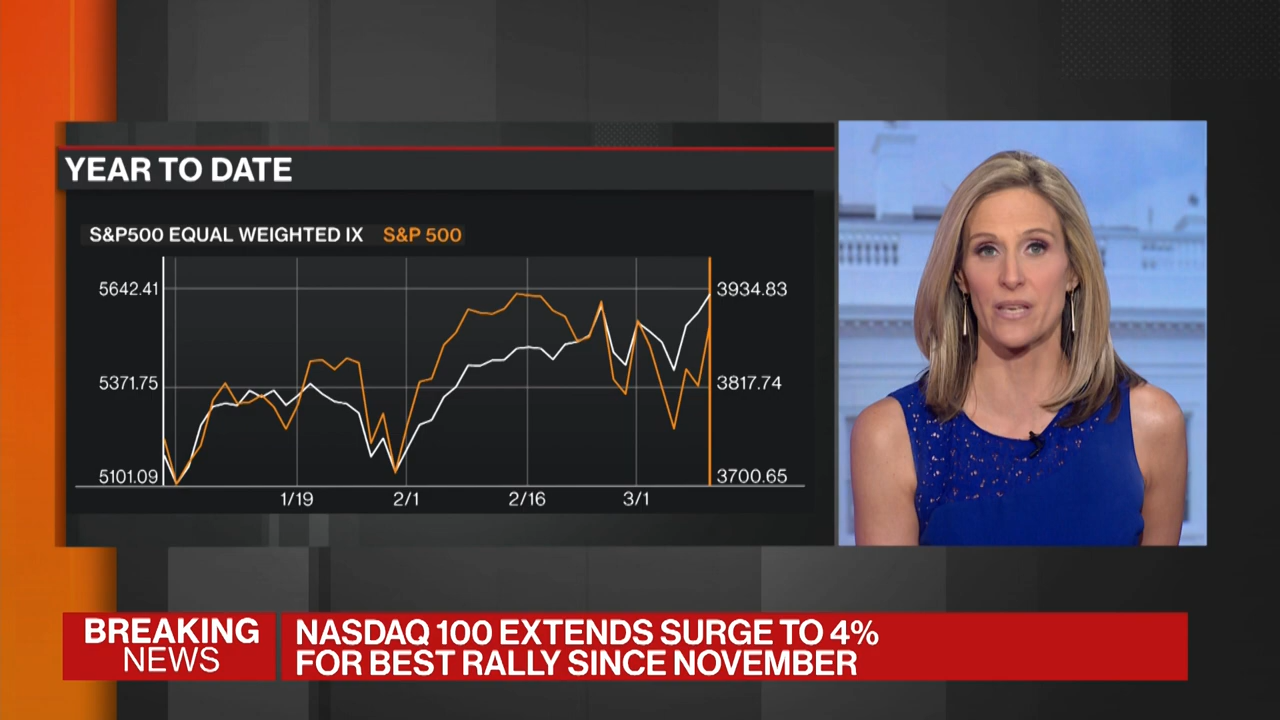 YEAR TO DATE
S&P500 EQUAL WEIGHTED IX S&P 500
5642.41
5371.75
5101.09
3934.83
3817.74
3700.65
1/19 2/1 2/16 3/1
BREAKING
NEWS
NASDAQ 100 EXTENDS SURGE TO 4%
FOR BEST RALLY SINCE NOVEMBER